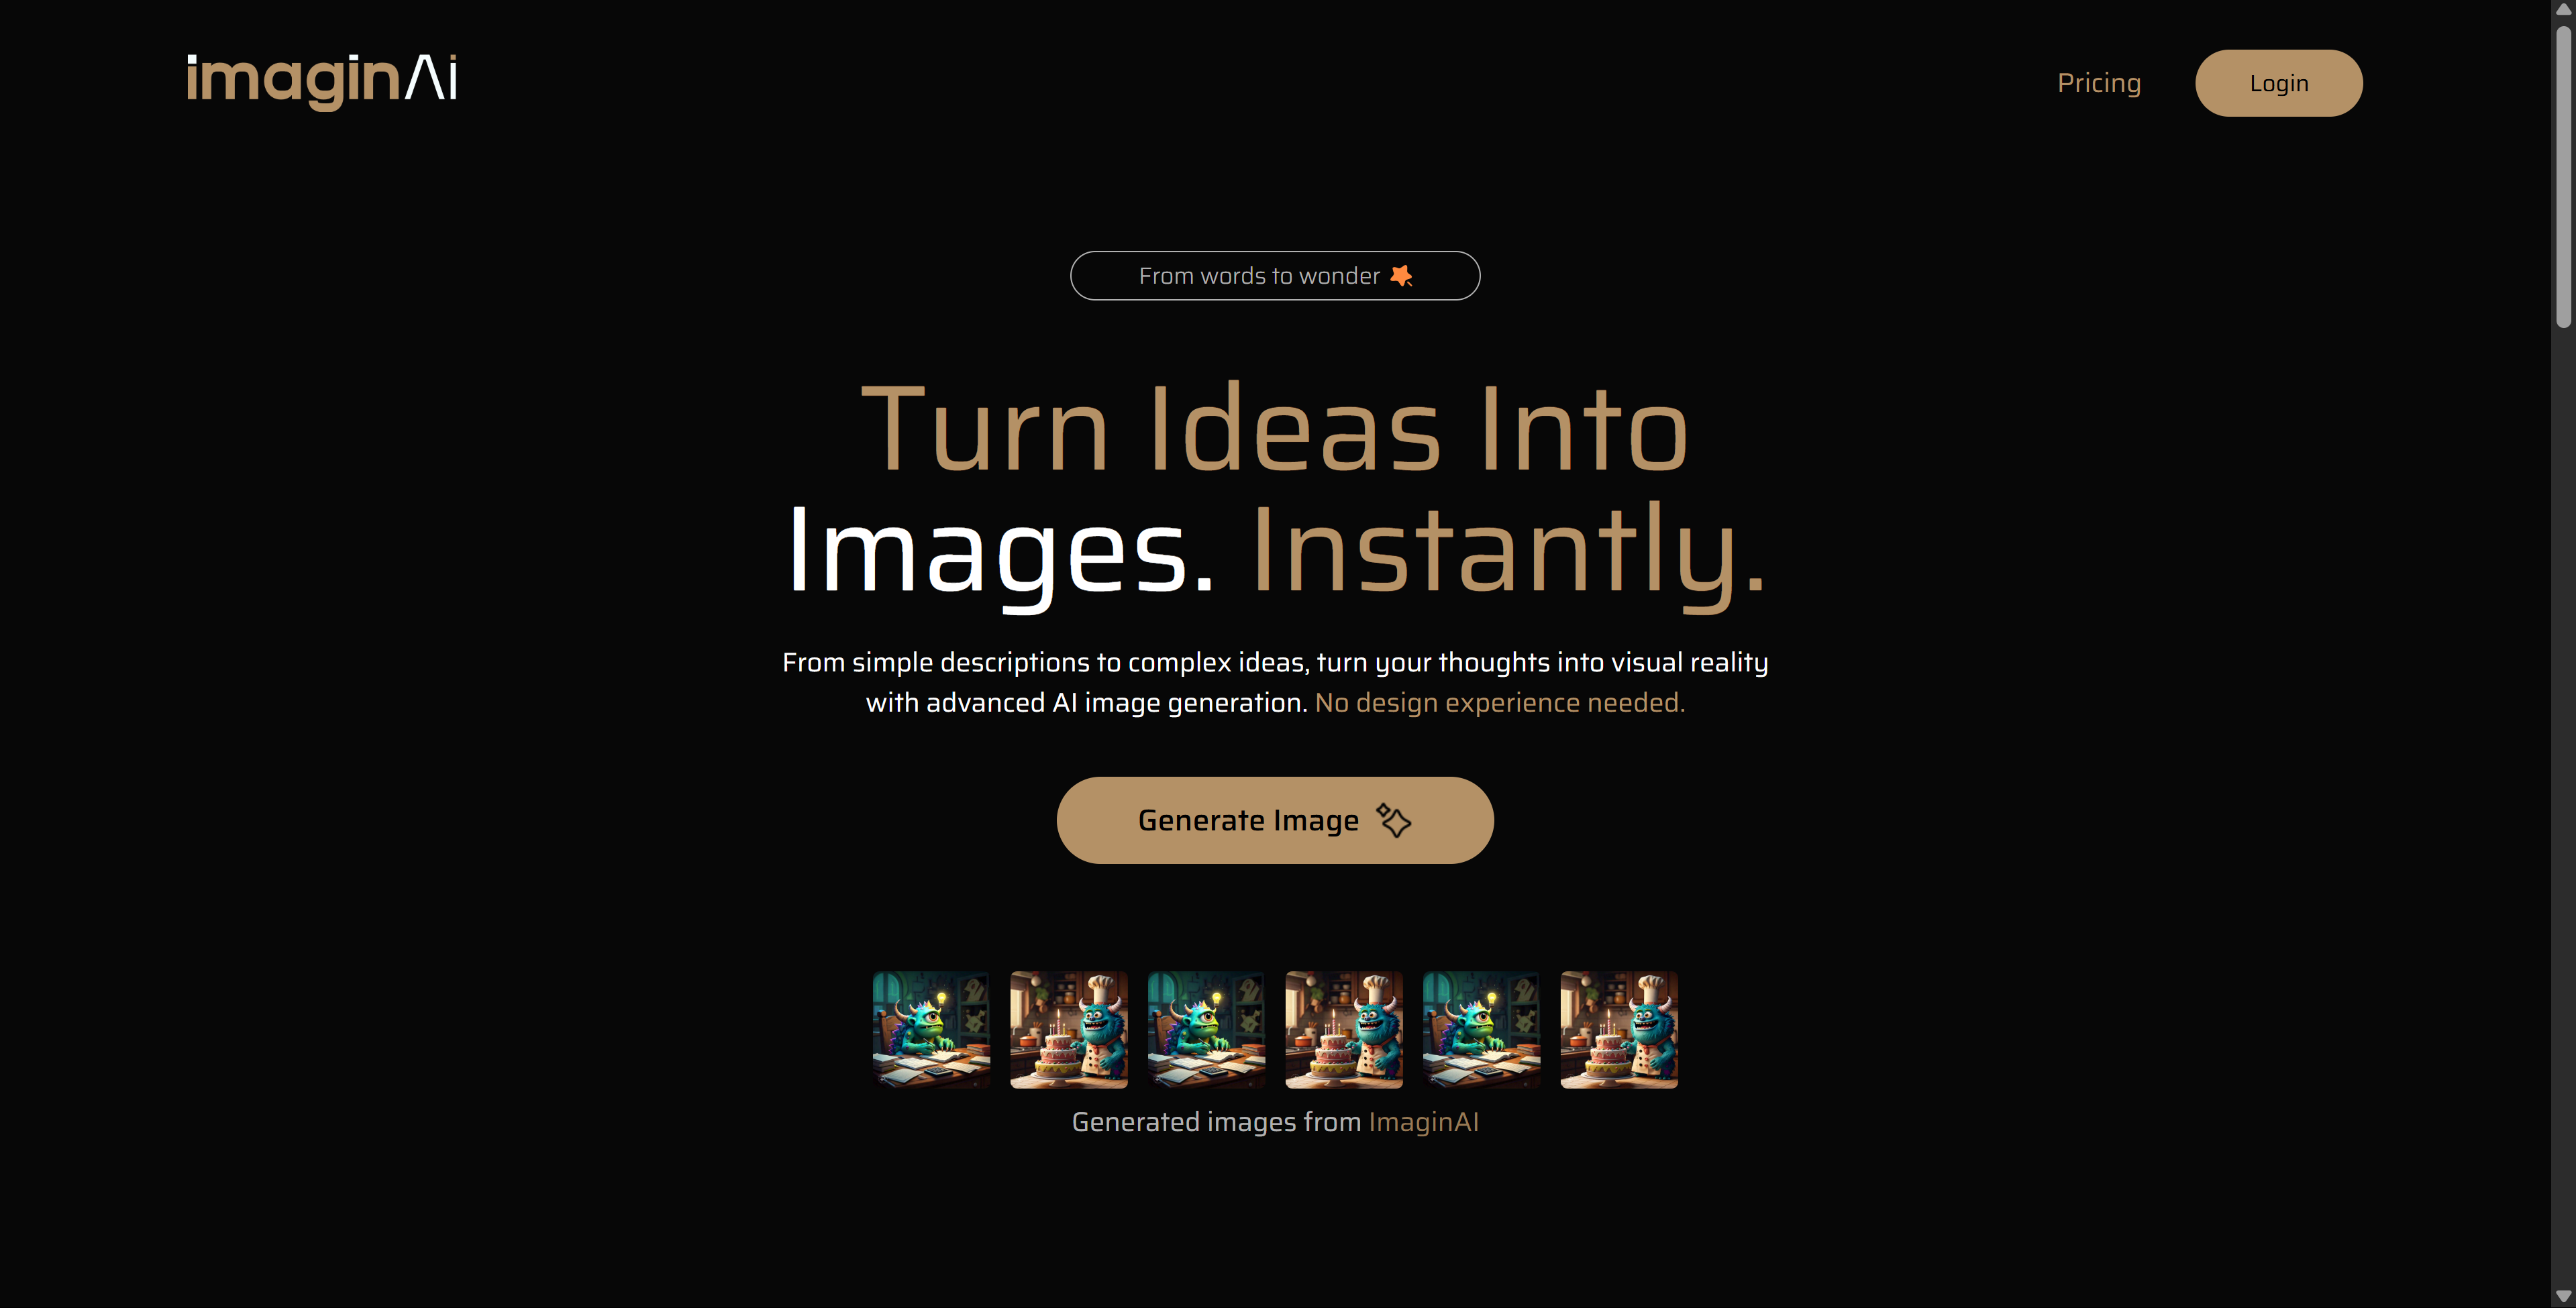 imaginAi
Pricing
Login
From words to wonder
Turn Ideas Into
Images. Instantly.
From simple descriptions to complex ideas, turn your thoughts into visual reality
with advanced AI image generation. No design experience needed.
Generate Image
Generated images from ImaginAI